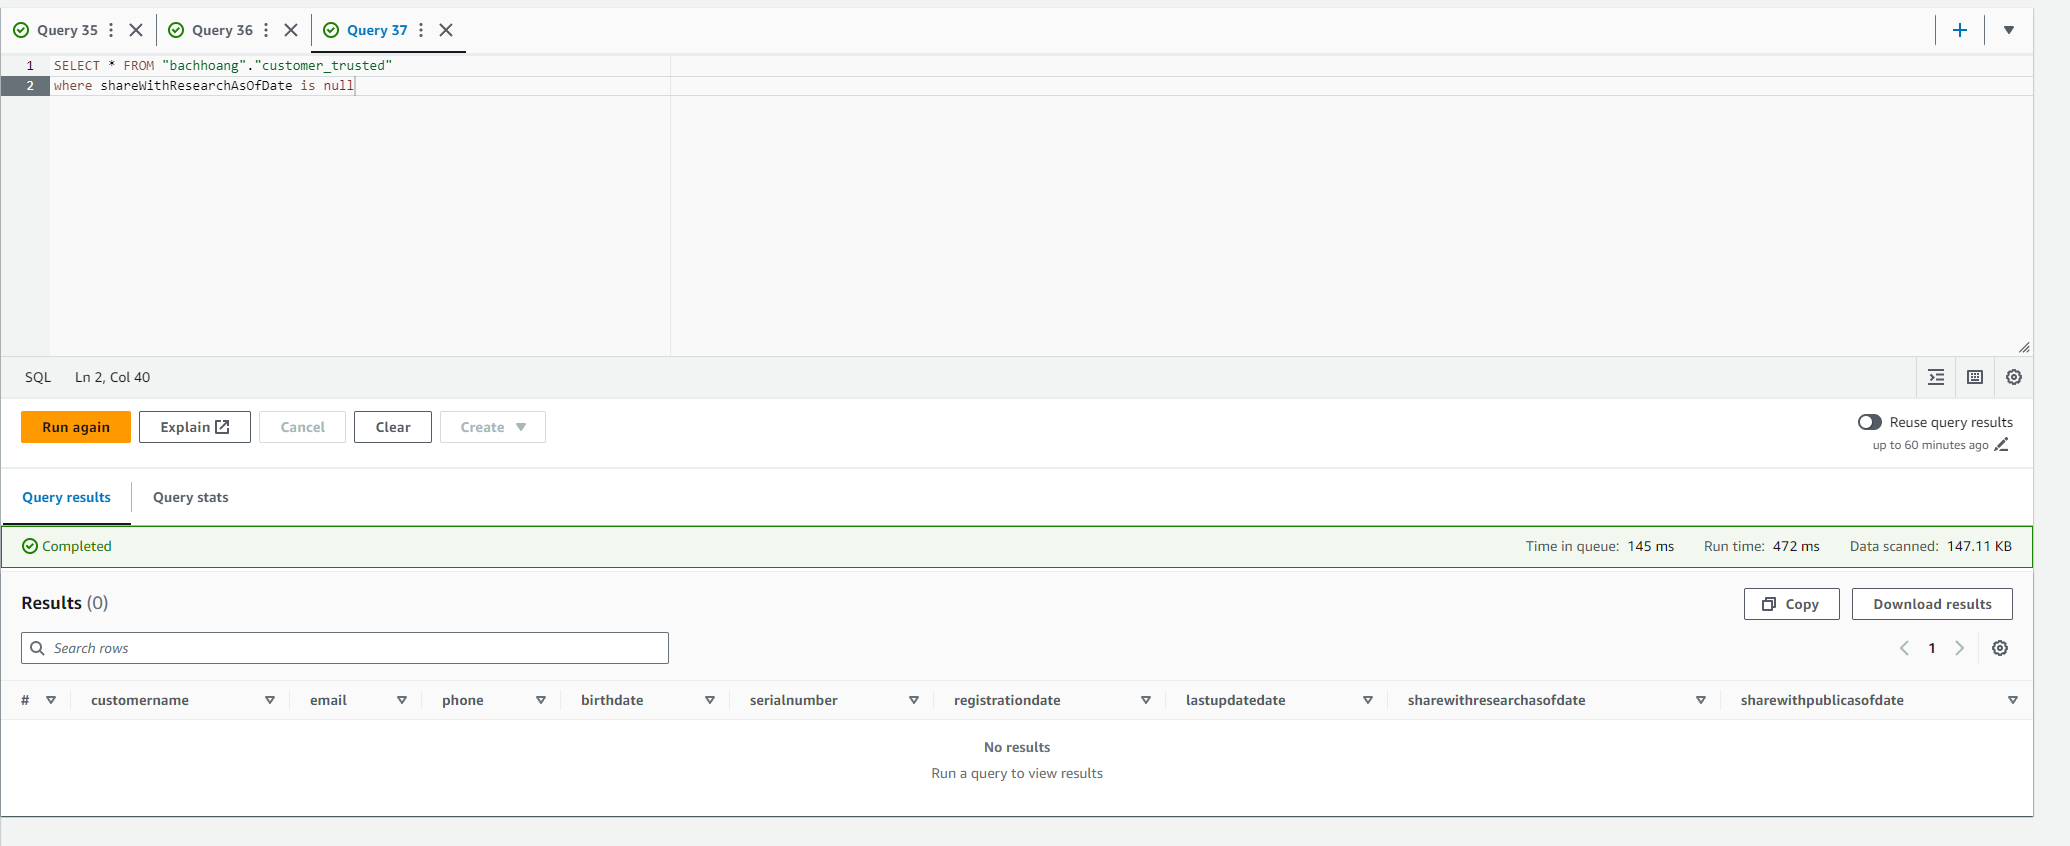 Query 35 Query 36 Query 37
1 SELECT * FROM "bachhoang"."customer_trusted"
2 where shareWithResearchAsOfDate is null
SQL Ln 2, Col 40
Run again Explain Cancel Clear Create
Reuse query results
up to 60 minutes ago
Query results Query stats
Completed Time in queue: 145 ms Run time: 472 ms Data scanned: 147.11 KB
Results (0)
Copy Download results
Search rows
1
# customername email phone birthdate serialnumber registrationdate lastupdatedate sharewithresearchasofdate sharewithpublicasofdate
No results
Run a query to view results